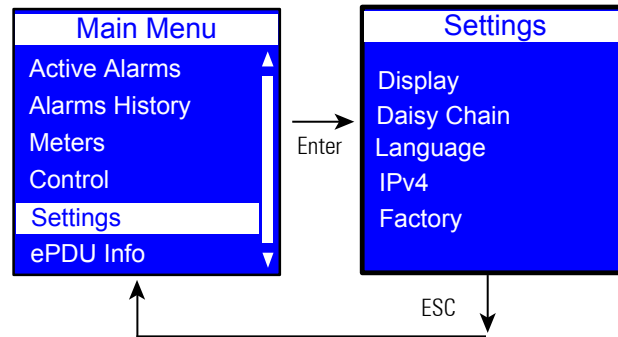 Main Menu
Active Alarms
Alarms History
Meters
Control
Settings
ePDU Info
Enter
Settings
Display
Daisy Chain
Language
IPv4
Factory
ESC